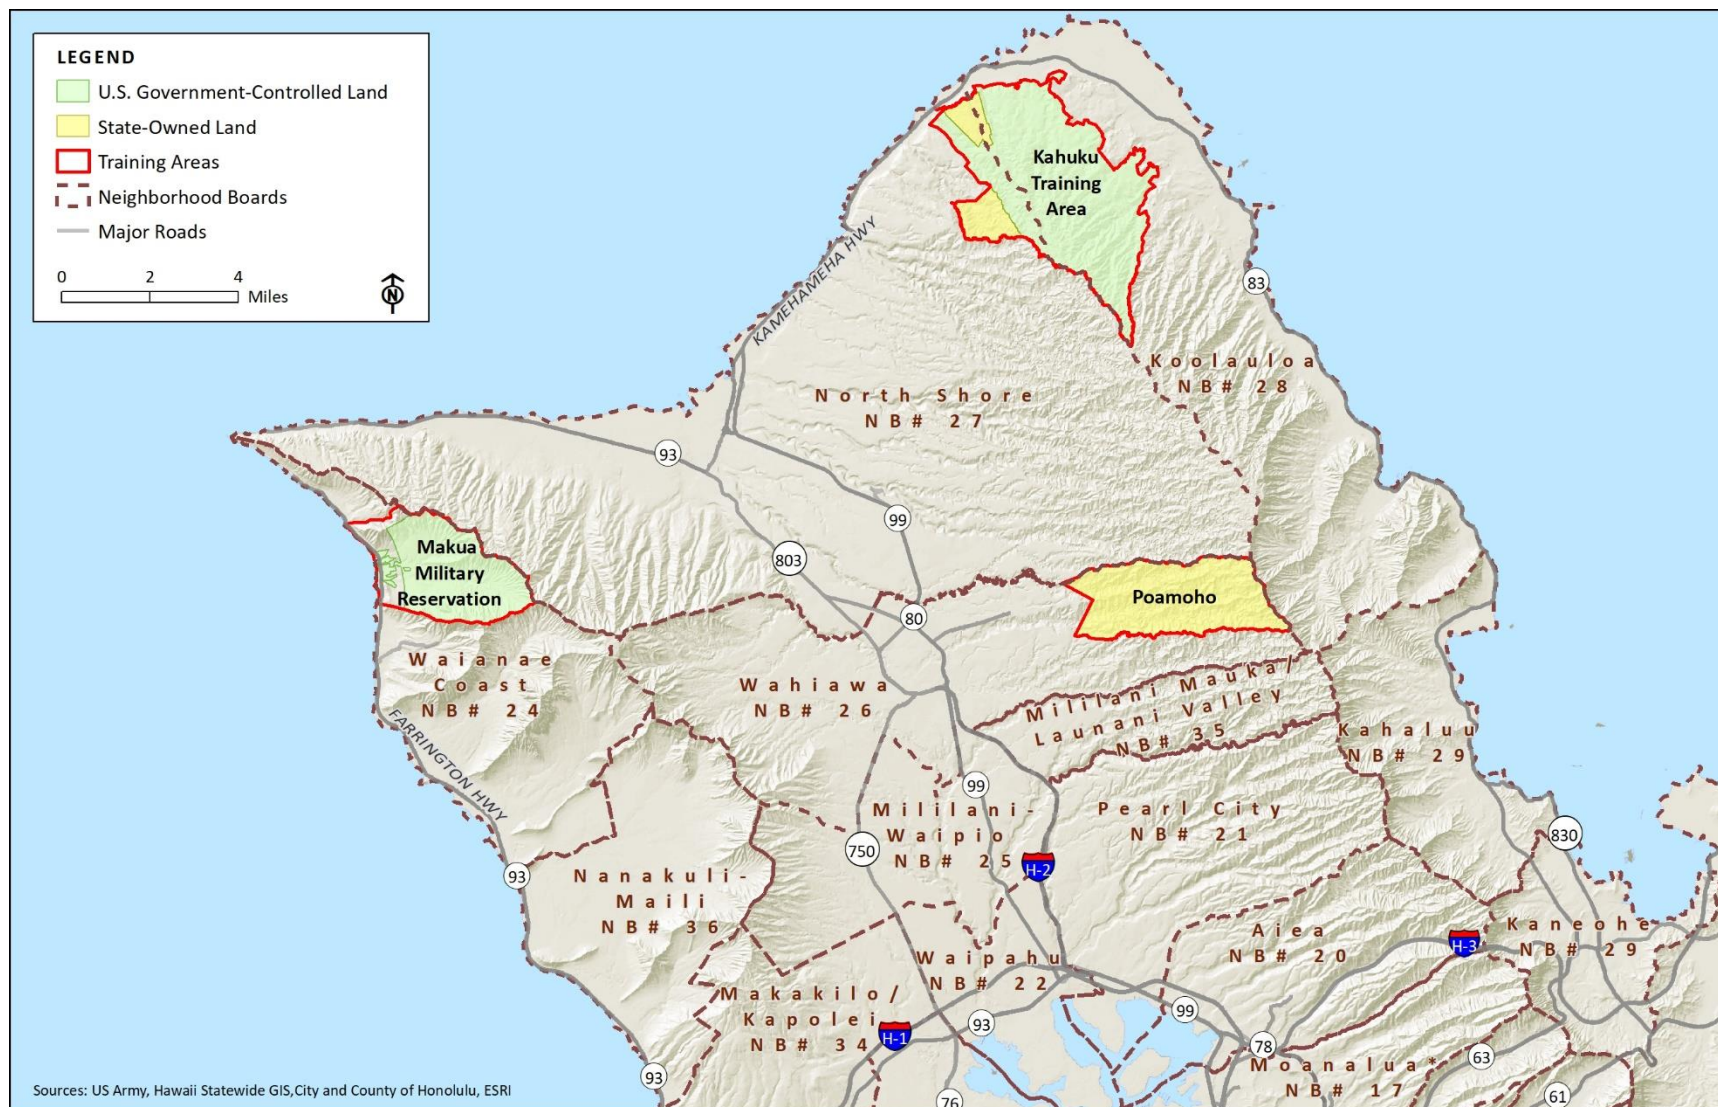 LEGEND
U.S. Government-Controlled Land
State-Owned Land
Training Areas
Neighborhood Boards
Major Roads
0 2 4
Miles
N
Kahuku
Training
Area
KAMEHAMEHA HWY
83
Koolauloa
NB# 28
North Shore
NB# 27
93
99
803
Makua
Military
Reservation
Poamoho
80
Waianae
Coast
NB# 24
Wahiawa
NB# 26
Mililani Mauka/
Launani Valley
NB# 35
Kahaluu
NB# 29
FARRINGTON HWY
99
Mililani-
Waipio
NB# 25
Pearl City
NB# 21
750
H-2
830
93
Nanakuli-
Maili
NB# 36
Aiea
NB# 20
H-3
Kaneohe
NB# 29
Waipahu
NB# 22
Makakilo/
Kapolei
NB# 34
H-1
93
99
78
63
Moanalua*
NB# 17
93
76
61
Sources: US Army, Hawaii Statewide GIS,City and County of Honolulu, ESRI